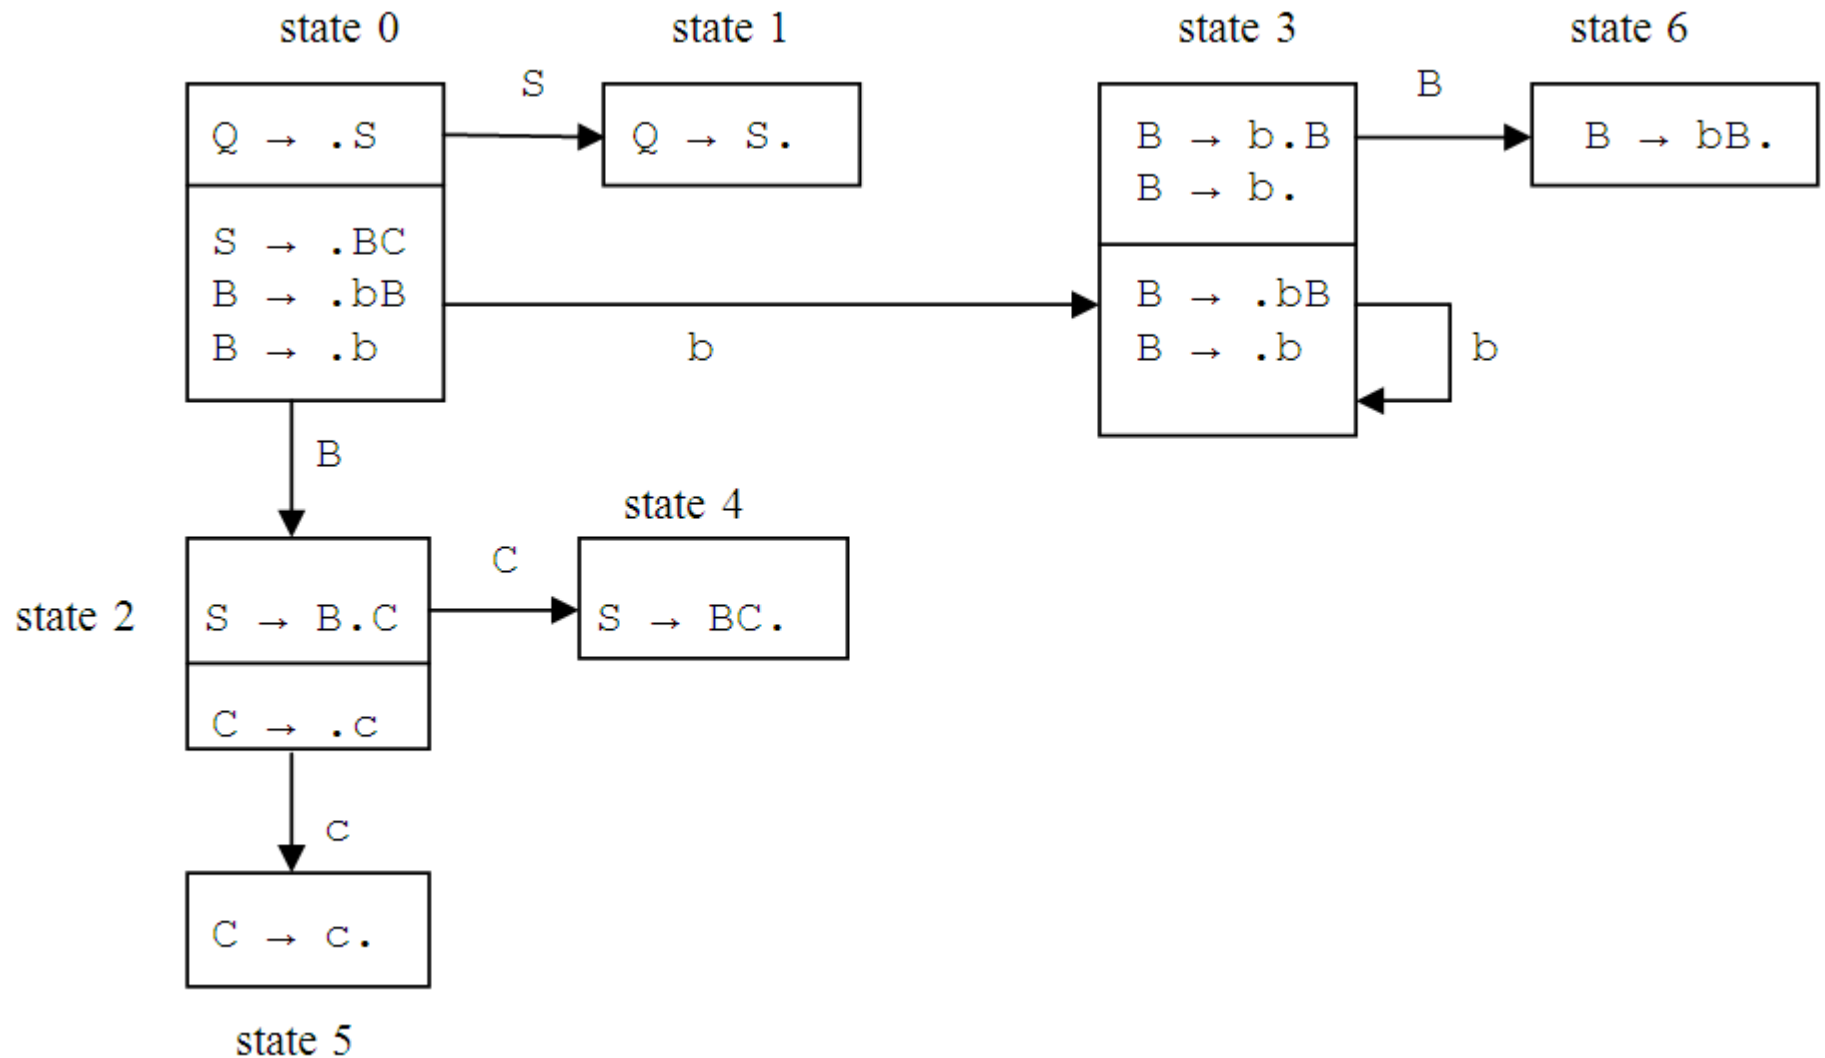 state 0
state 1
state 3
state 6
Q → .S
S
Q → S.
S → .BC
B → .bB
B → .b
b
B → b.B
B → b.
B
B → bB.
B → .bB
B → .b
b
B
state 2
S → B.C
C
state 4
S → BC.
C → .c
c
C → c.
state 5